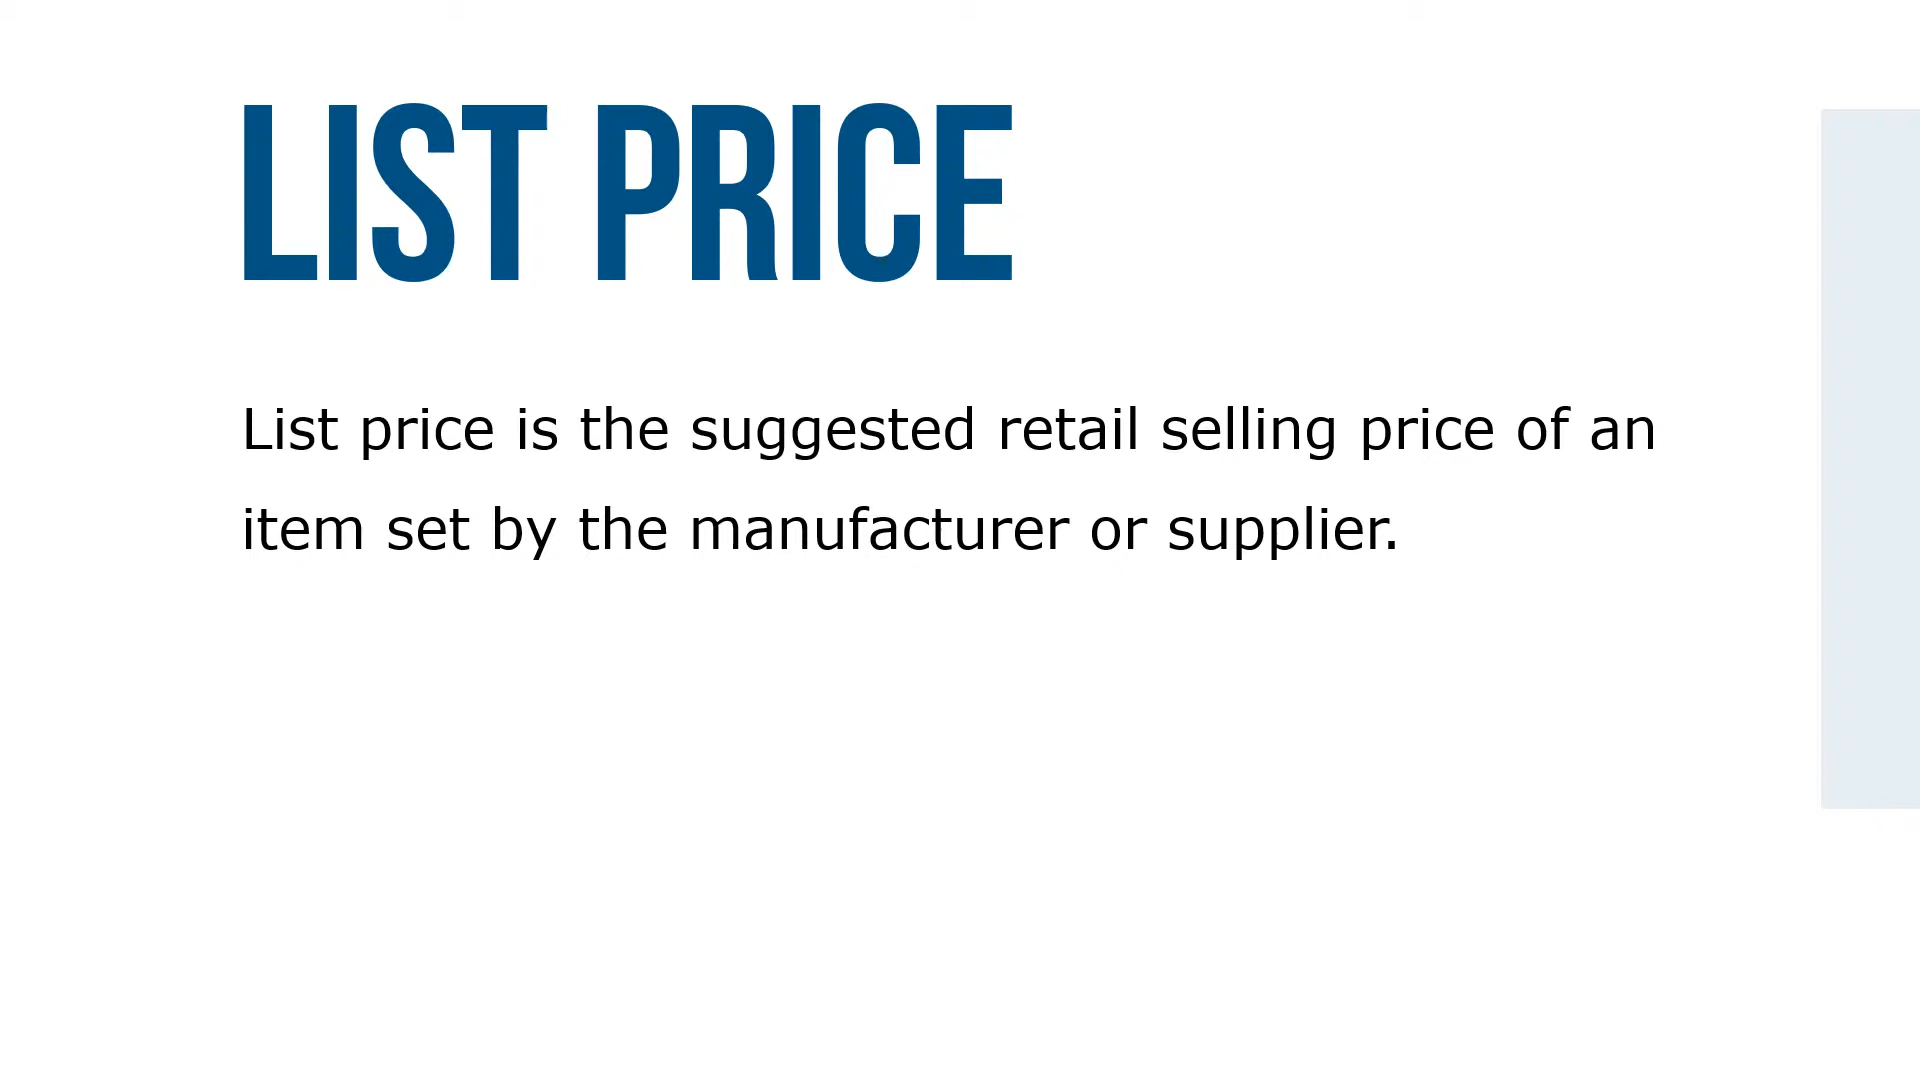 LIST PRICE
List price is the suggested retail selling price of an
item set by the manufacturer or supplier.